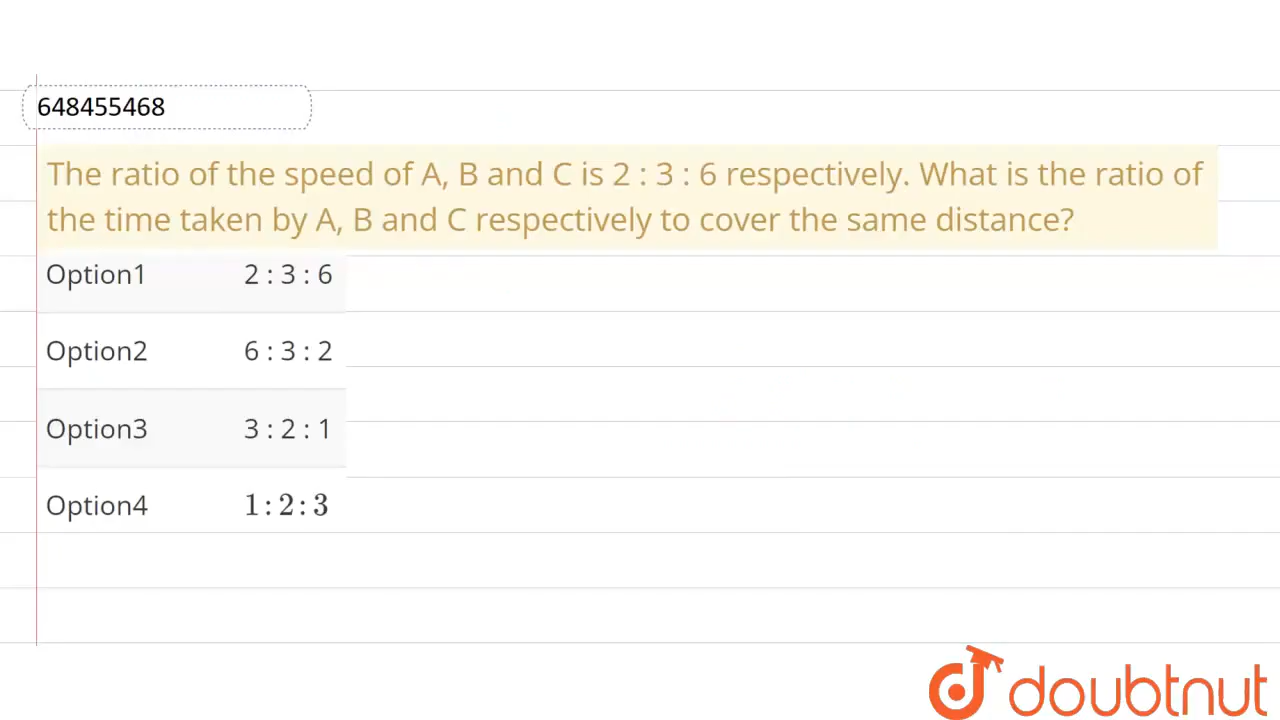 648455468
The ratio of the speed of A, B and C is 2 : 3 : 6 respectively. What is the ratio of
the time taken by A, B and C respectively to cover the same distance?
Option1 2 : 3 : 6
Option2 6 : 3 : 2
Option3 3 : 2 : 1
Option4 1 : 2 : 3
doubtnut